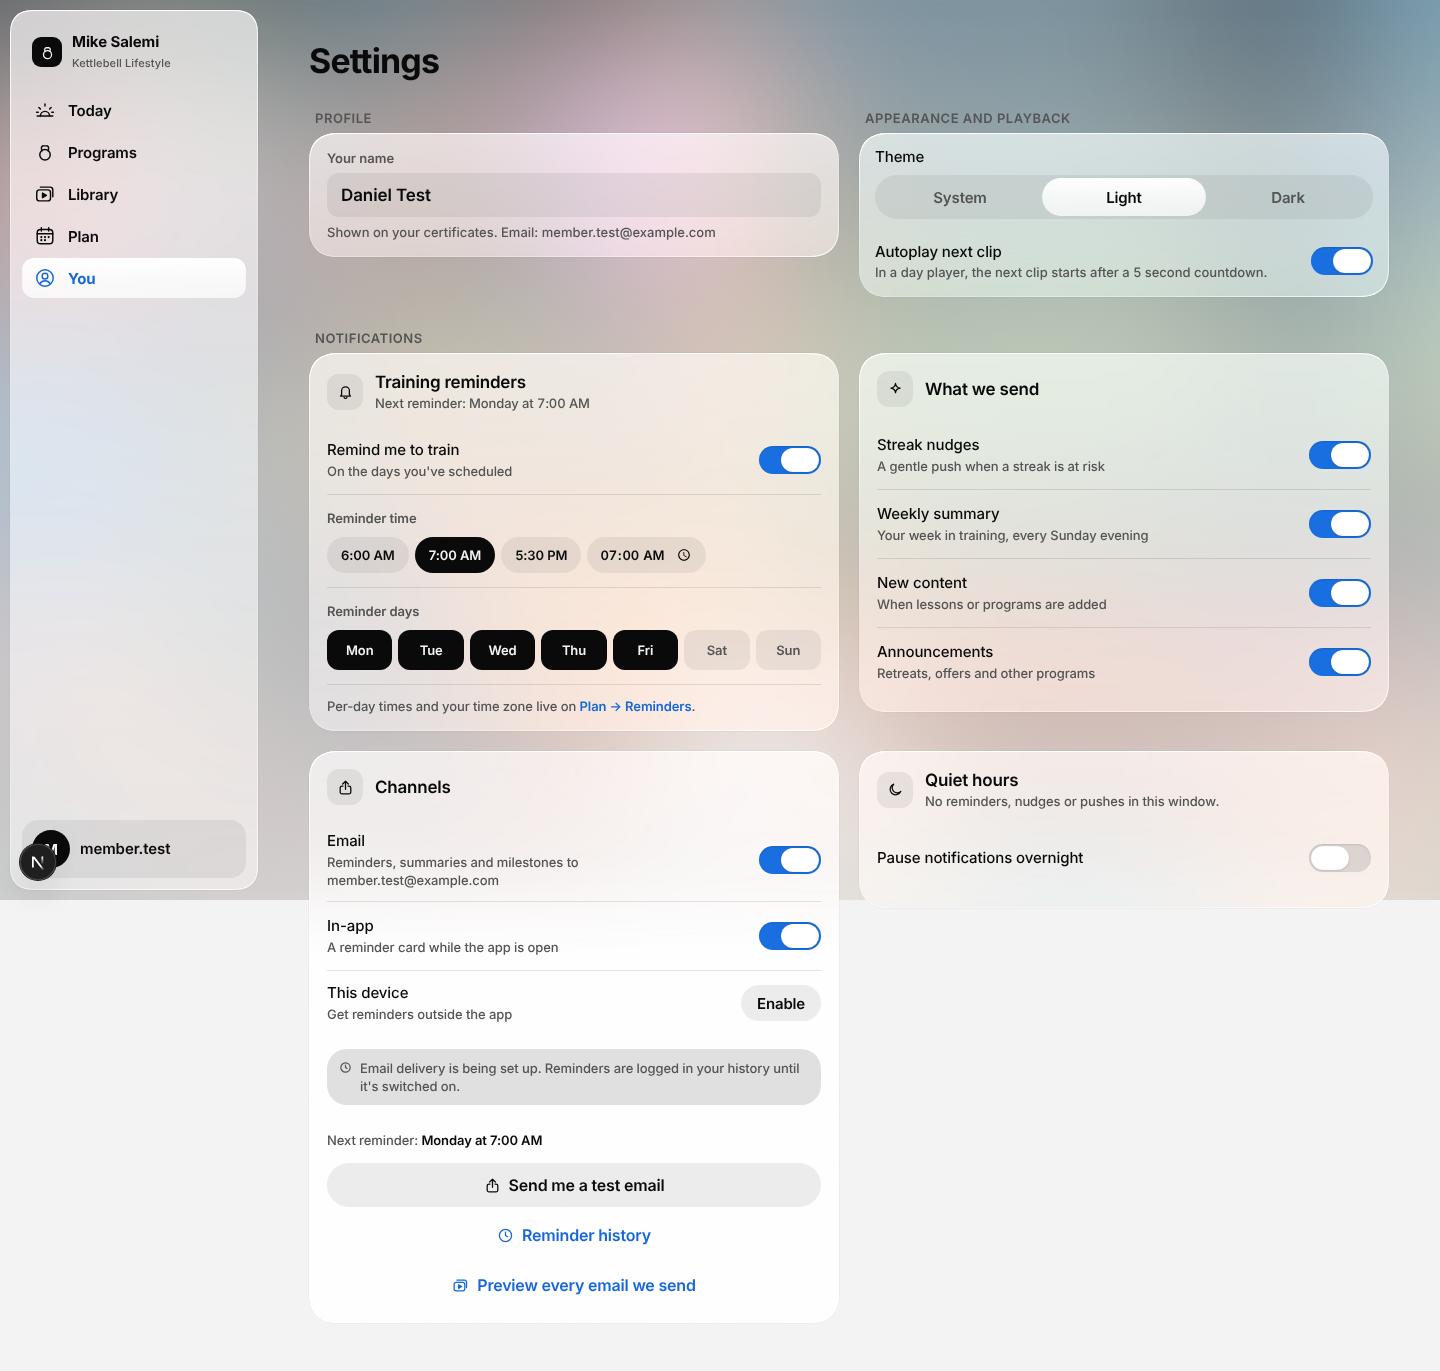 Mike Salemi
Kettlebell Lifestyle
Today
Programs
Library
Plan
You
member.test
Settings
PROFILE
Your name
Daniel Test
Shown on your certificates. Email: member.test@example.com
APPEARANCE AND PLAYBACK
Theme
System Light Dark
Autoplay next clip
In a day player, the next clip starts after a 5 second countdown.
NOTIFICATIONS
Training reminders
Next reminder: Monday at 7:00 AM
Remind me to train
On the days you've scheduled
Reminder time
6:00 AM 7:00 AM 5:30 PM 07:00 AM
Reminder days
Mon Tue Wed Thu Fri Sat Sun
Per-day times and your time zone live on Plan → Reminders.
What we send
Streak nudges
A gentle push when a streak is at risk
Weekly summary
Your week in training, every Sunday evening
New content
When lessons or programs are added
Announcements
Retreats, offers and other programs
Channels
Email
Reminders, summaries and milestones to
member.test@example.com
In-app
A reminder card while the app is open
This device
Get reminders outside the app
Enable
Email delivery is being set up. Reminders are logged in your history until
it's switched on.
Next reminder: Monday at 7:00 AM
Send me a test email
Reminder history
Preview every email we send
Quiet hours
No reminders, nudges or pushes in this window.
Pause notifications overnight